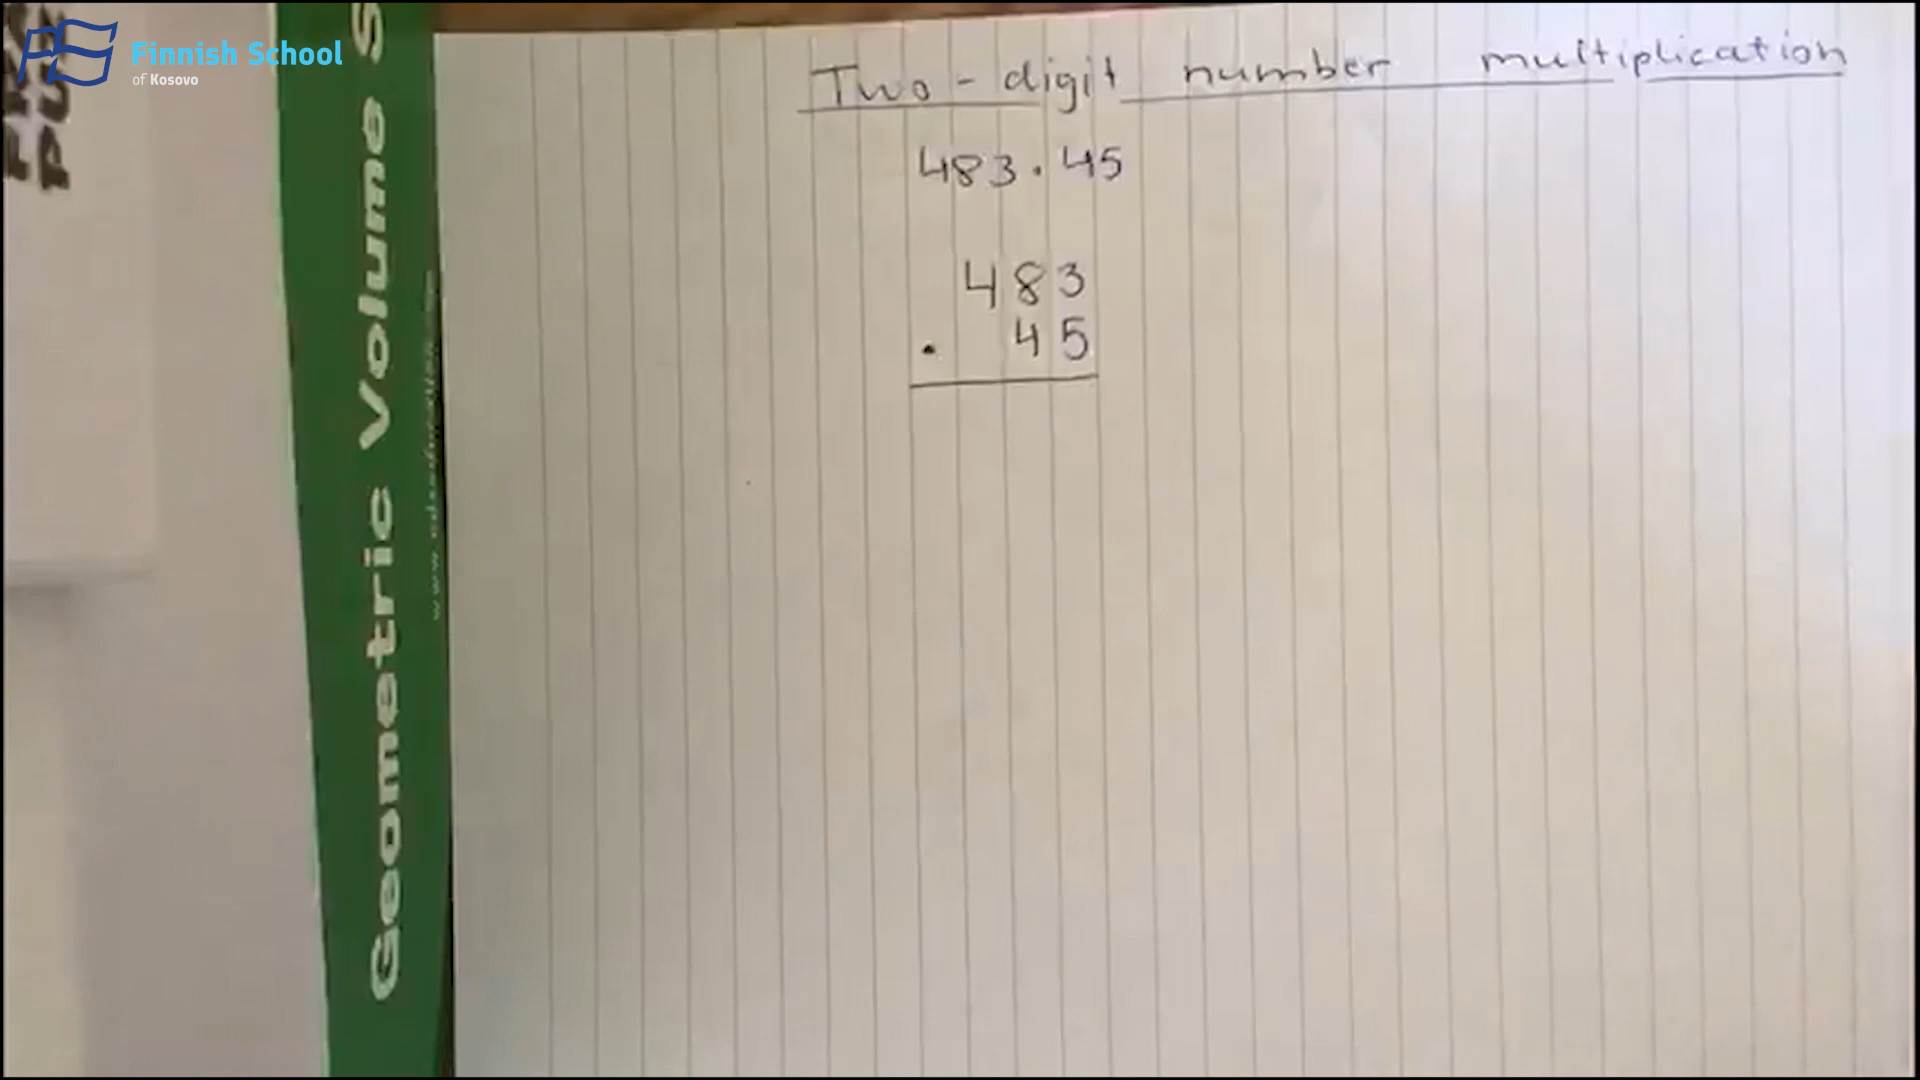 Finnish School
of Kosovo
Geometric Volume S
Two-digit number multiplication
483 · 45
483
· 45